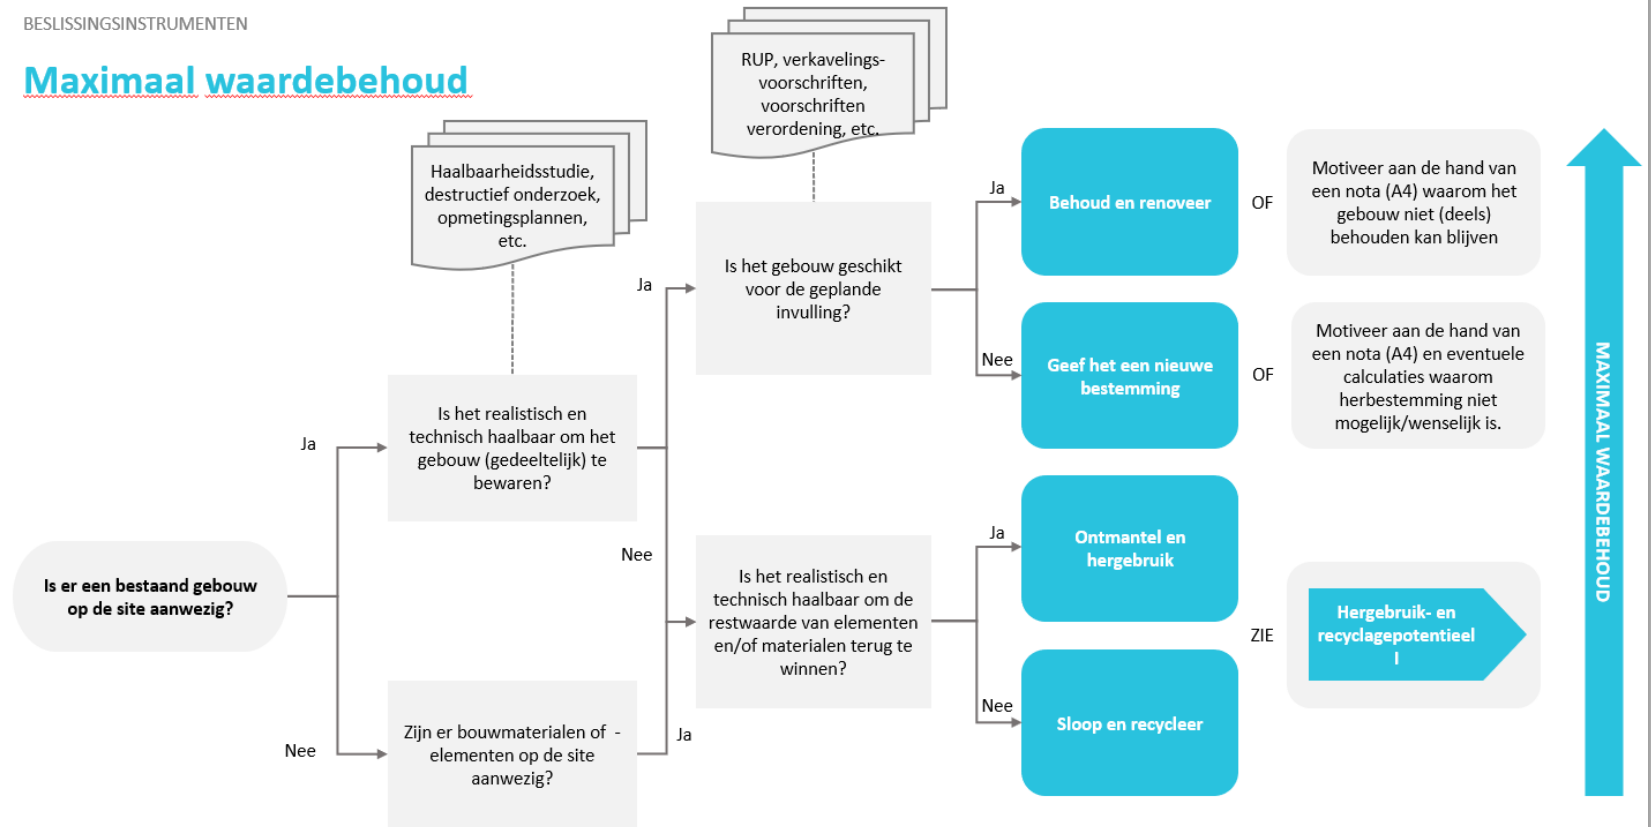 BESLISSINGSINSTRUMENTEN
Maximaal waardebehoud
Haalbaarheidsstudie,
destructief onderzoek,
opmetingsplannen,
etc.
RUP, verkavelings-
voorschriften,
voorschriften
verordening, etc.
Is er een bestaand gebouw
op de site aanwezig?
Ja
Nee
Is het realistisch en
technisch haalbaar om het
gebouw (gedeeltelijk) te
bewaren?
Zijn er bouwmaterialen of -
elementen op de site
aanwezig?
Ja
Nee
Ja
Is het gebouw geschikt
voor de geplande
invulling?
Is het realistisch en
technisch haalbaar om de
restwaarde van elementen
en/of materialen terug te
winnen?
Ja
Nee
Ja
Nee
Behoud en renoveer
OF
Motiveer aan de hand van
een nota (A4) waarom het
gebouw niet (deels)
behouden kan blijven
Geef het een nieuwe
bestemming
OF
Motiveer aan de hand van
een nota (A4) en eventuele
calculaties waarom
herbestemming niet
mogelijk/wenselijk is.
Ontmantel en
hergebruik
Sloop en recycleer
ZIE
Hergebruik- en
recyclagepotentieel
I
MAXIMAAL WAARDEBEHOUD